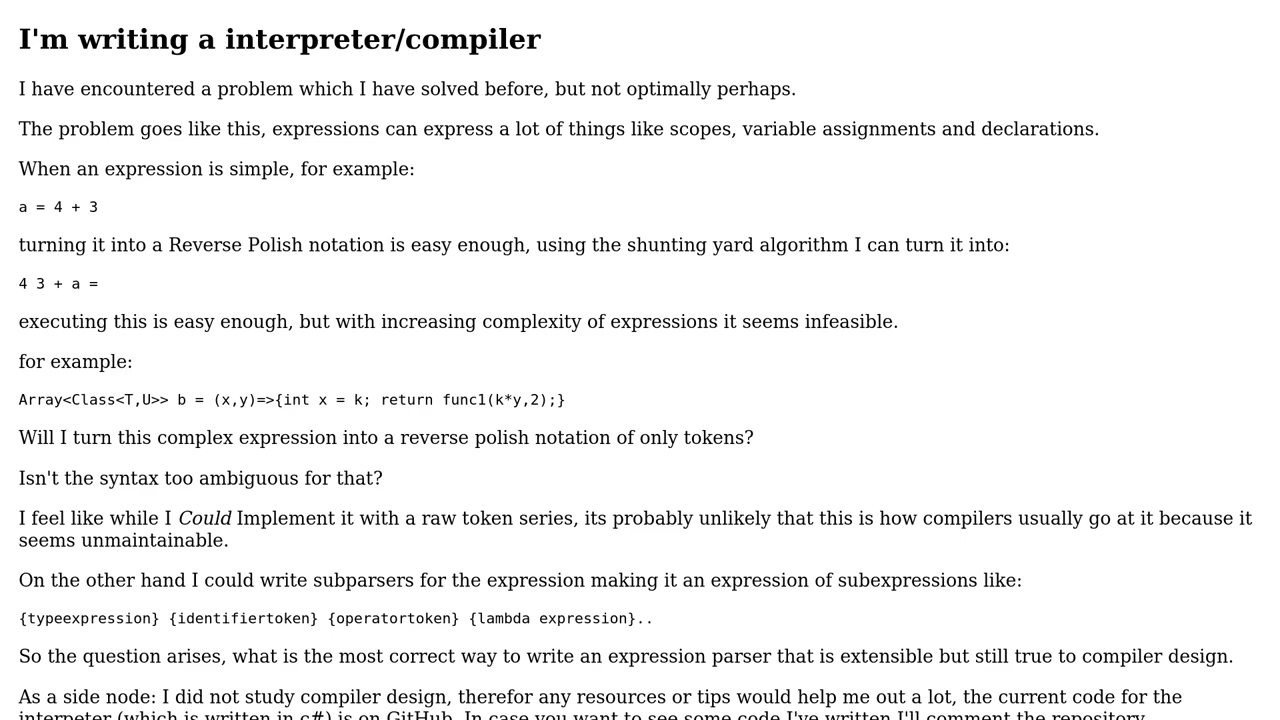 I'm writing a interpreter/compiler
I have encountered a problem which I have solved before, but not optimally perhaps.
The problem goes like this, expressions can express a lot of things like scopes, variable assignments and declarations.
When an expression is simple, for example:
a = 4 + 3
turning it into a Reverse Polish notation is easy enough, using the shunting yard algorithm I can turn it into:
4 3 + a =
executing this is easy enough, but with increasing complexity of expressions it seems infeasible.
for example:
Array<Class<T,U>> b = (x,y)=>{int x = k; return func1(k*y,2);}
Will I turn this complex expression into a reverse polish notation of only tokens?
Isn't the syntax too ambiguous for that?
I feel like while I Could Implement it with a raw token series, its probably unlikely that this is how compilers usually go at it because it
seems unmaintainable.
On the other hand I could write subparsers for the expression making it an expression of subexpressions like:
{typeexpression} {identifiertoken} {operatortoken} {lambda expression}..
So the question arises, what is the most correct way to write an expression parser that is extensible but still true to compiler design.
As a side node: I did not study compiler design, therefor any resources or tips would help me out a lot, the current code for the
interpeter (which is written in c#) is on GitHub. In case you want to see some code I've written I'll comment the repository.